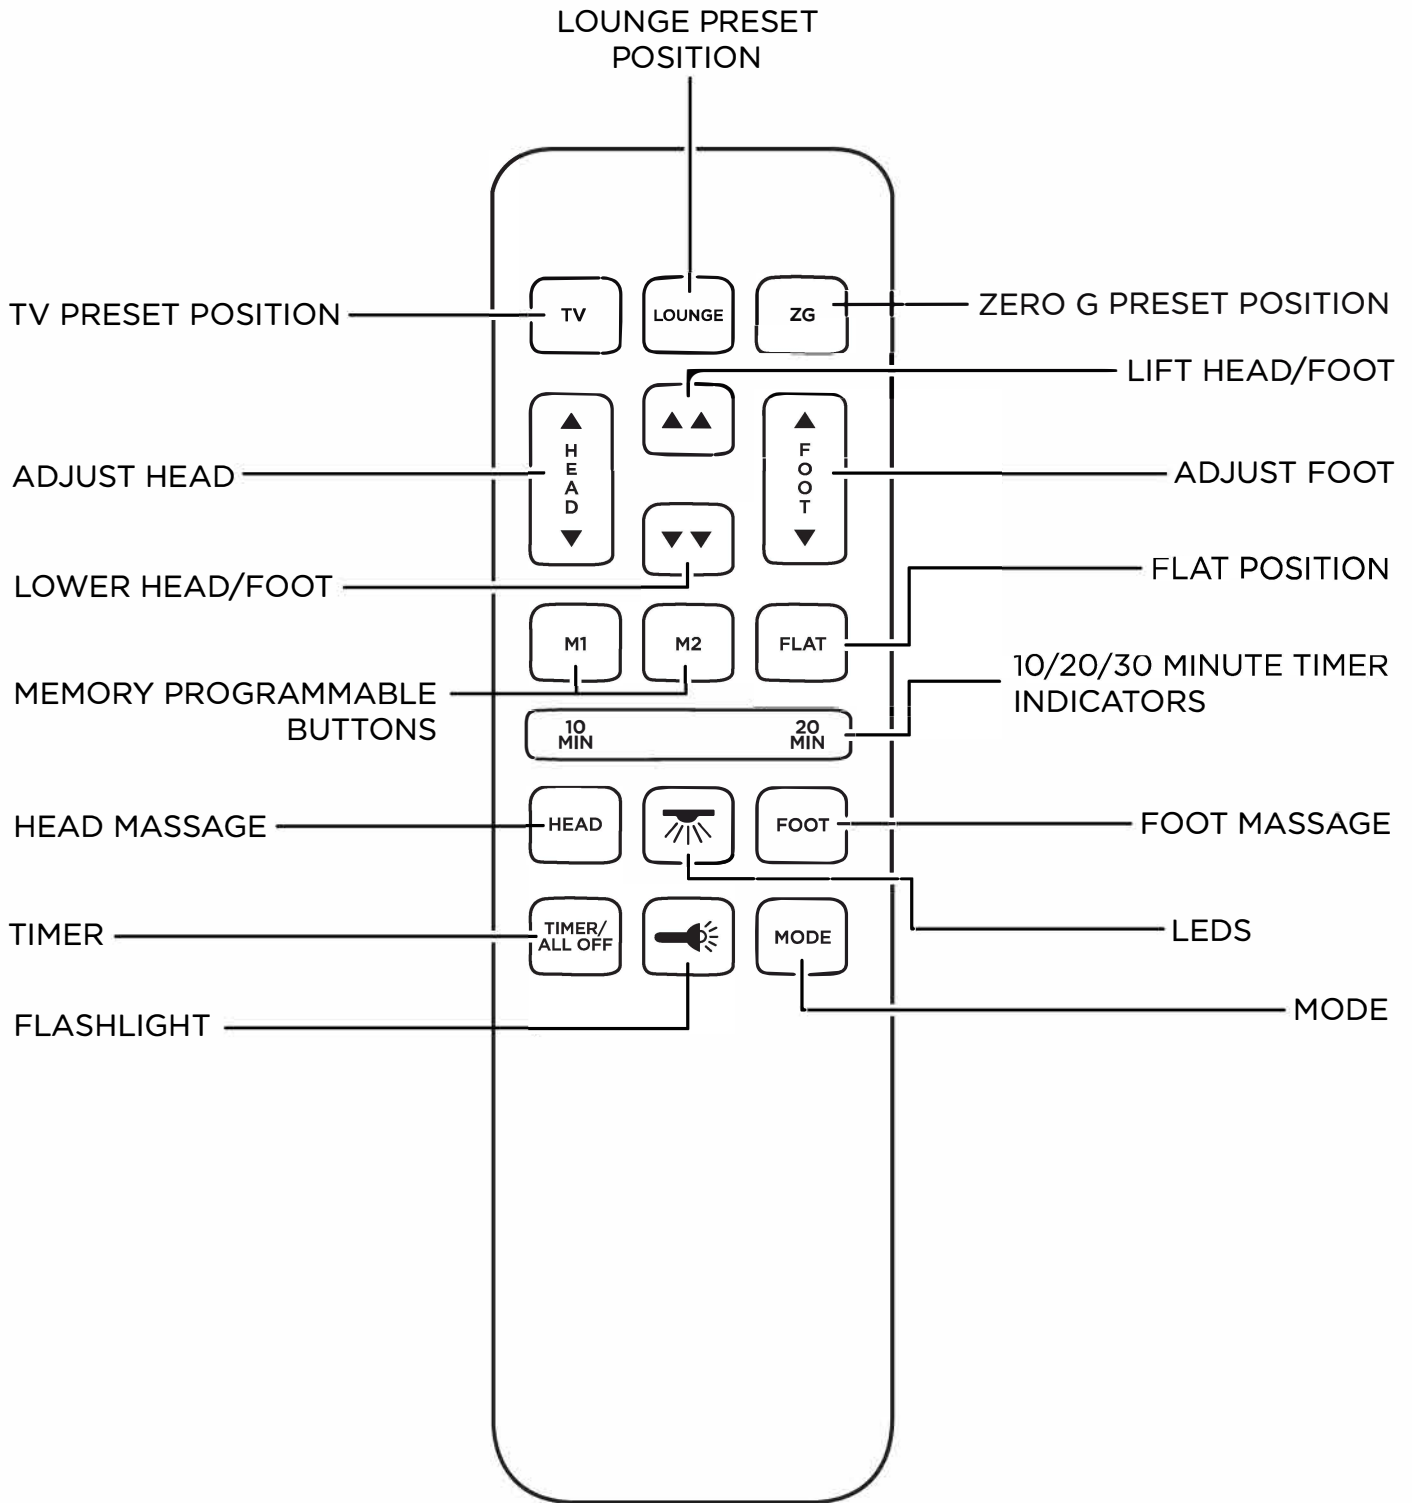 LOUNGE PRESET
POSITION
TV PRESET POSITION
TV
LOUNGE
ZG
ZERO G PRESET POSITION
LIFT HEAD/FOOT
ADJUST HEAD
HEAD
FOOT
ADJUST FOOT
LOWER HEAD/FOOT
FLAT POSITION
M1
M2
FLAT
MEMORY PROGRAMMABLE
BUTTONS
10/20/30 MINUTE TIMER
INDICATORS
10
MIN
20
MIN
HEAD MASSAGE
HEAD
FOOT
FOOT MASSAGE
TIMER
TIMER/
ALL OFF
MODE
LEDS
FLASHLIGHT
MODE